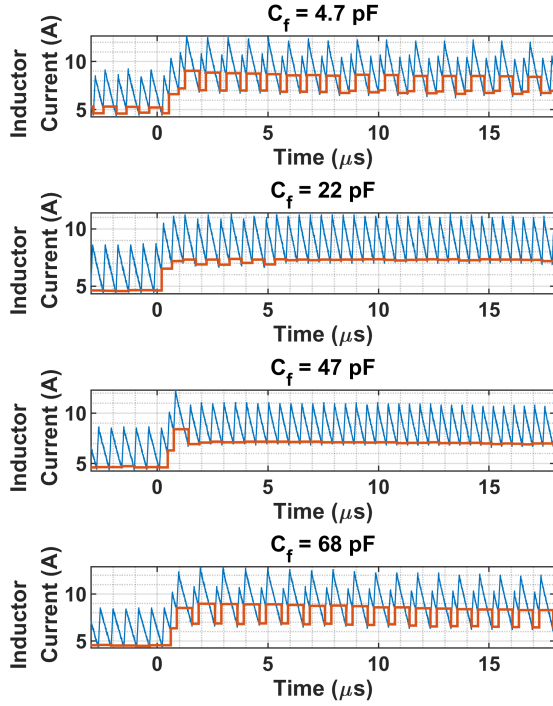 C_f = 4.7 pF
Inductor
Current (A)
10
5
0 5 10 15
Time (μs)
C_f = 22 pF
Inductor
Current (A)
10
5
0 5 10 15
Time (μs)
C_f = 47 pF
Inductor
Current (A)
10
5
0 5 10 15
Time (μs)
C_f = 68 pF
Inductor
Current (A)
10
5
0 5 10 15
Time (μs)